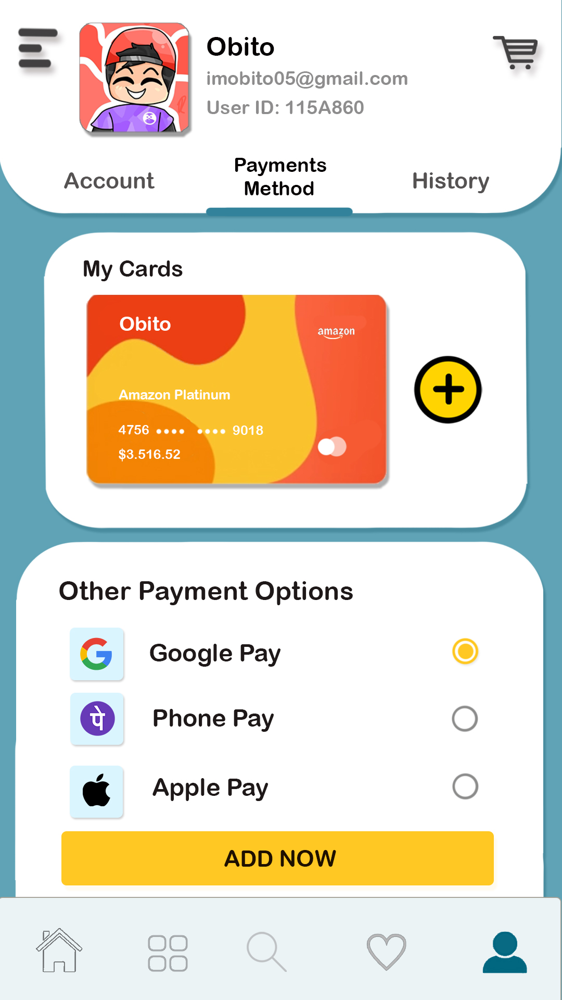 Obito
imobito05@gmail.com
User ID: 115A860
Account
Payments
Method
History
My Cards
Obito
amazon
Amazon Platinum
4756 •••• •••• 9018
$3.516.52
Other Payment Options
Google Pay
पे
Phone Pay
Apple Pay
ADD NOW